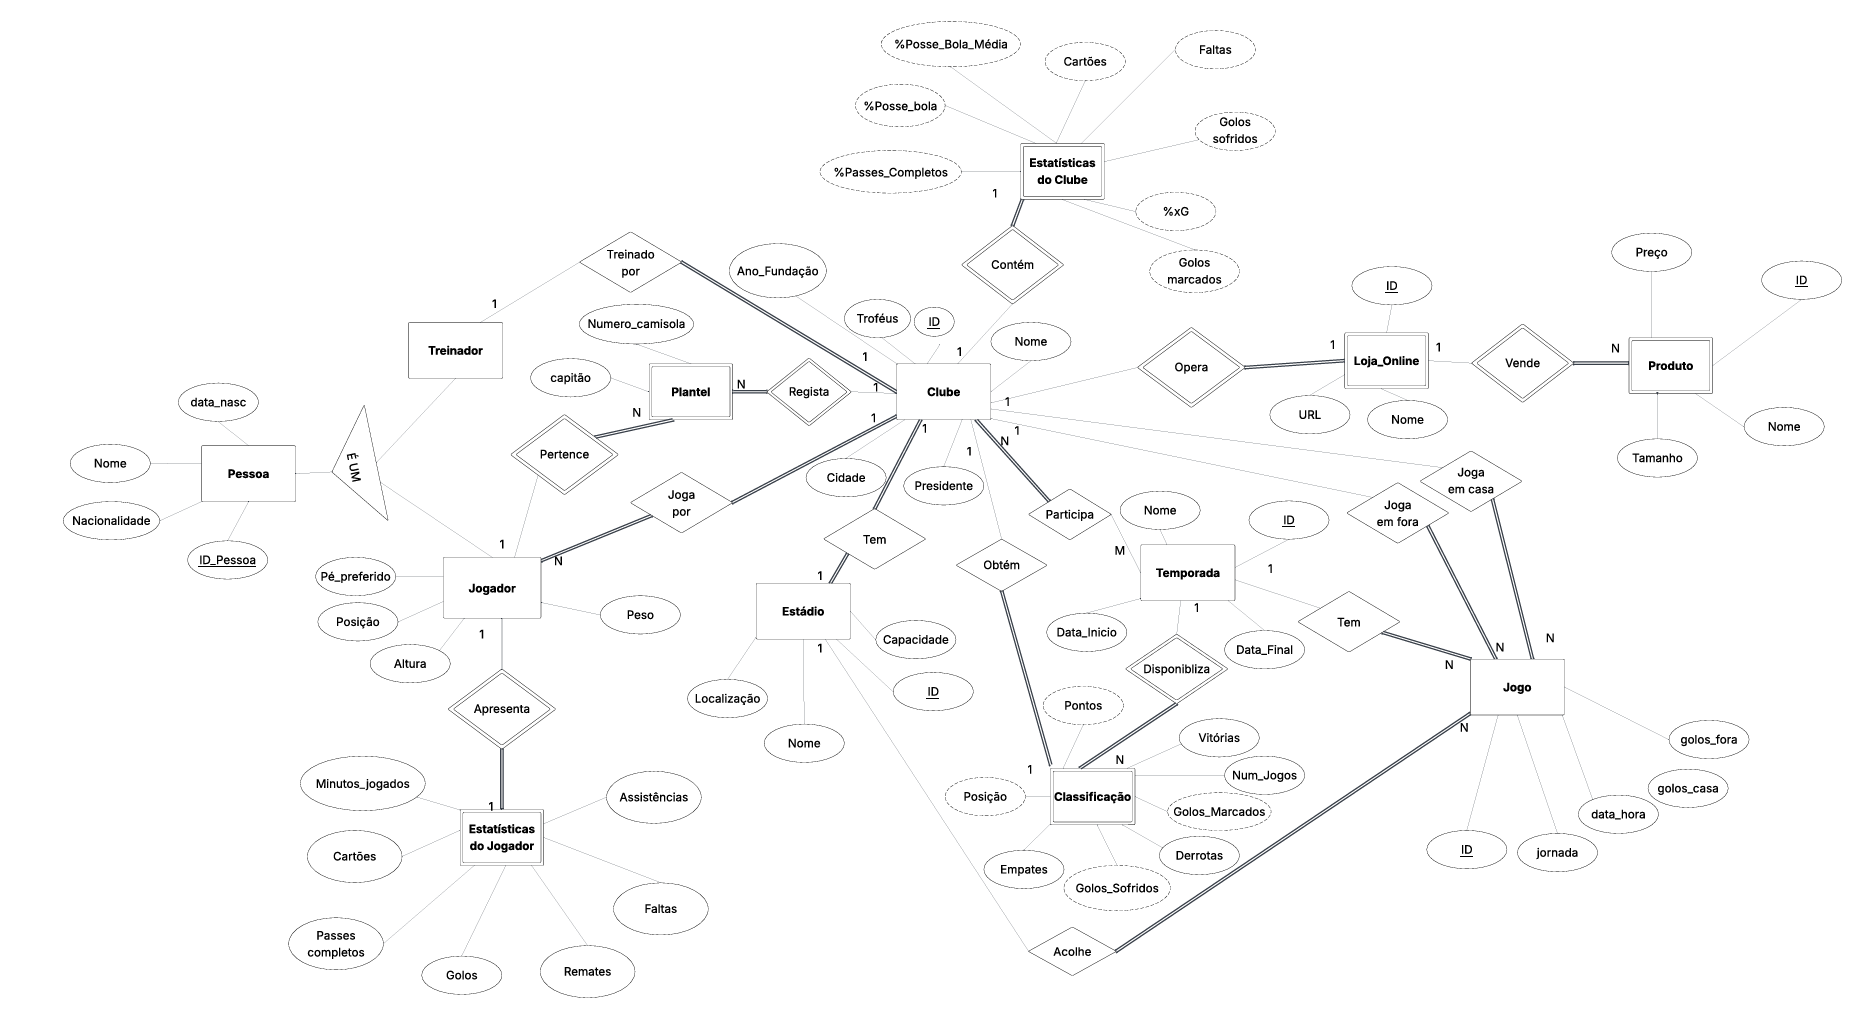 %Posse_Bola_Média
Cartões
Faltas
%Posse_bola
Golos
sofridos
Estatísticas
do Clube
%Passes_Completos
1
%xG
Golos
marcados
Contém
Treinado
por
Ano_Fundação
Preço
ID
ID
1
Numero_camisola
Troféus
ID
Nome
Treinador
capitão
Plantel
N
Regista
1
1
1
Clube
Opera
1
Loja_Online
1
Vende
N
Produto
URL
Nome
Nome
Tamanho
data_nasc
Nome
Pessoa
Nacionalidade
ID_Pessoa
É UM
N
Pertence
1
1
1
N
1
1
Cidade
Presidente
Joga
por
Tem
Participa
M
Nome
ID
Joga
em fora
Joga
em casa
1
N
Jogador
Pé_preferido
Posição
Altura
Peso
1
1
Estádio
1
Capacidade
Localização
ID
Nome
Obtém
Temporada
1
1
Data_Inicio
Data_Final
Disponibliza
Tem
N
N
N
Jogo
N
golos_fora
golos_casa
data_hora
jornada
ID
Apresenta
Pontos
Vitórias
N
1
Num_Jogos
Posição
Classificação
Golos_Marcados
Derrotas
Empates
Golos_Sofridos
Minutos_jogados
1
Assistências
Estatísticas
do Jogador
Cartões
Faltas
Passes
completos
Golos
Remates
Acolhe